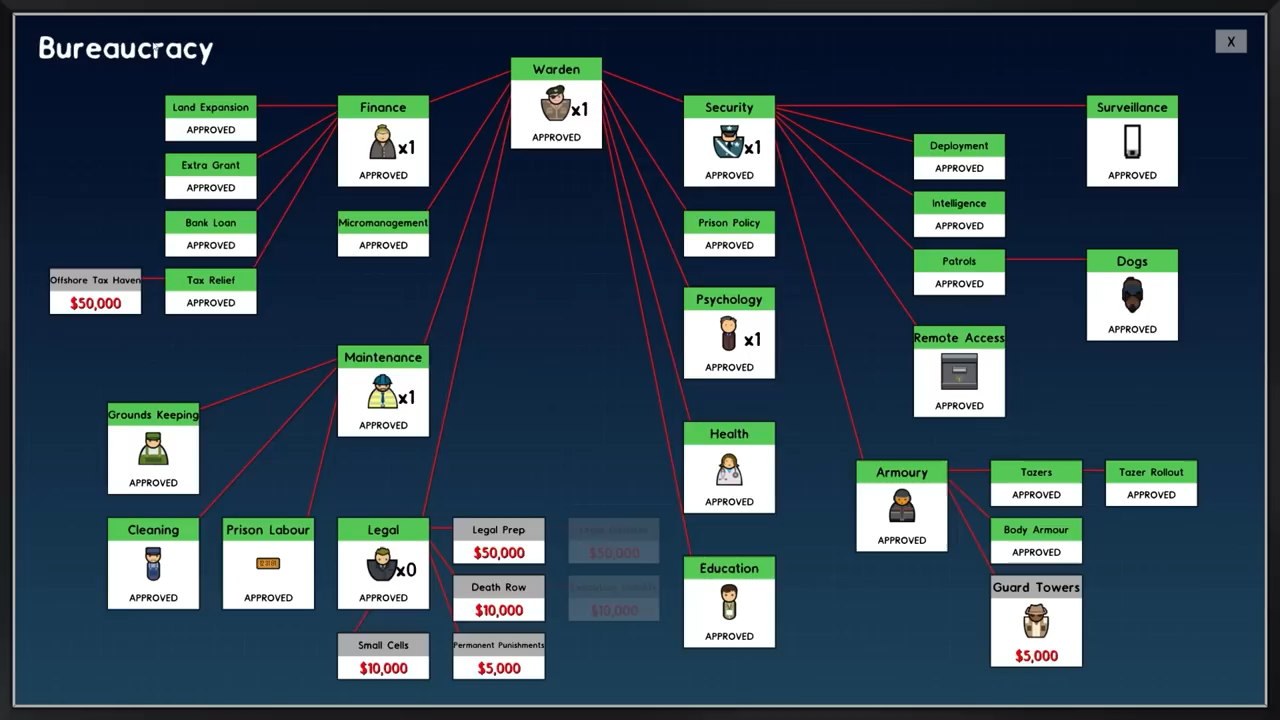 Bureaucracy
X
Warden
x1
APPROVED
Land Expansion
APPROVED
Finance
x1
APPROVED
Security
x1
APPROVED
Surveillance
APPROVED
Deployment
APPROVED
Extra Grant
APPROVED
Intelligence
APPROVED
Bank Loan
APPROVED
Micromanagement
APPROVED
Prison Policy
APPROVED
Patrols
APPROVED
Dogs
APPROVED
Offshore Tax Haven
$50,000
Tax Relief
APPROVED
Psychology
x1
APPROVED
Remote Access
APPROVED
Maintenance
x1
APPROVED
Grounds Keeping
APPROVED
Health
APPROVED
Armoury
APPROVED
Tazers
APPROVED
Tazer Rollout
APPROVED
Cleaning
APPROVED
Prison Labour
APPROVED
Legal
x0
APPROVED
Legal Prep
$50,000
$50,000
Body Armour
APPROVED
Education
APPROVED
Death Row
$10,000
$10,000
Guard Towers
$5,000
Small Cells
$10,000
Permanent Punishments
$5,000